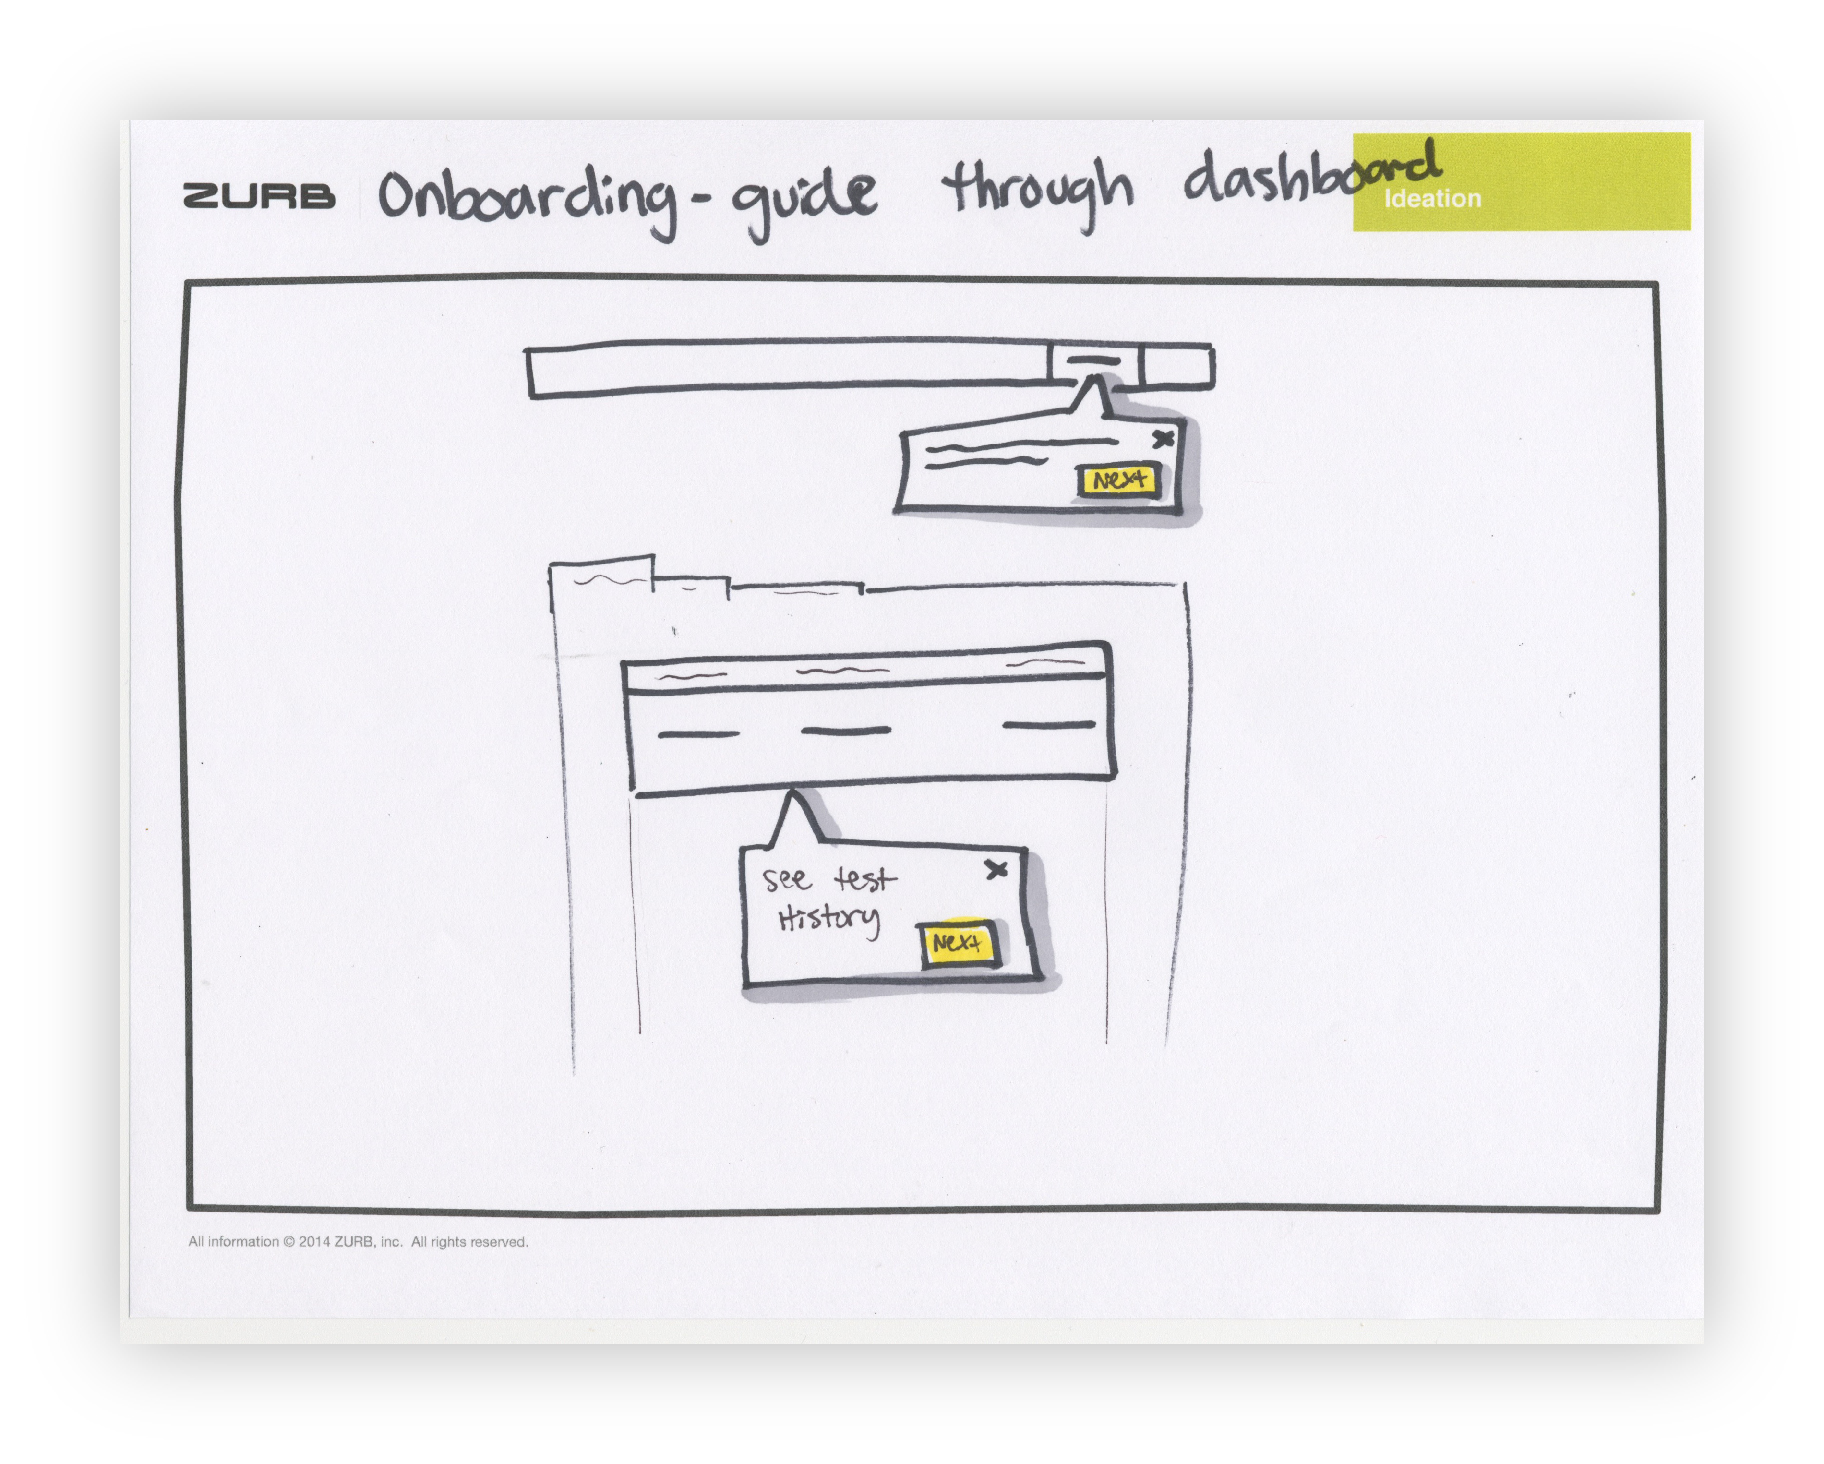 ZURB Onboarding - guide through dashboard
Ideation
Next
see test
History
Next
All information © 2014 ZURB, inc. All rights reserved.